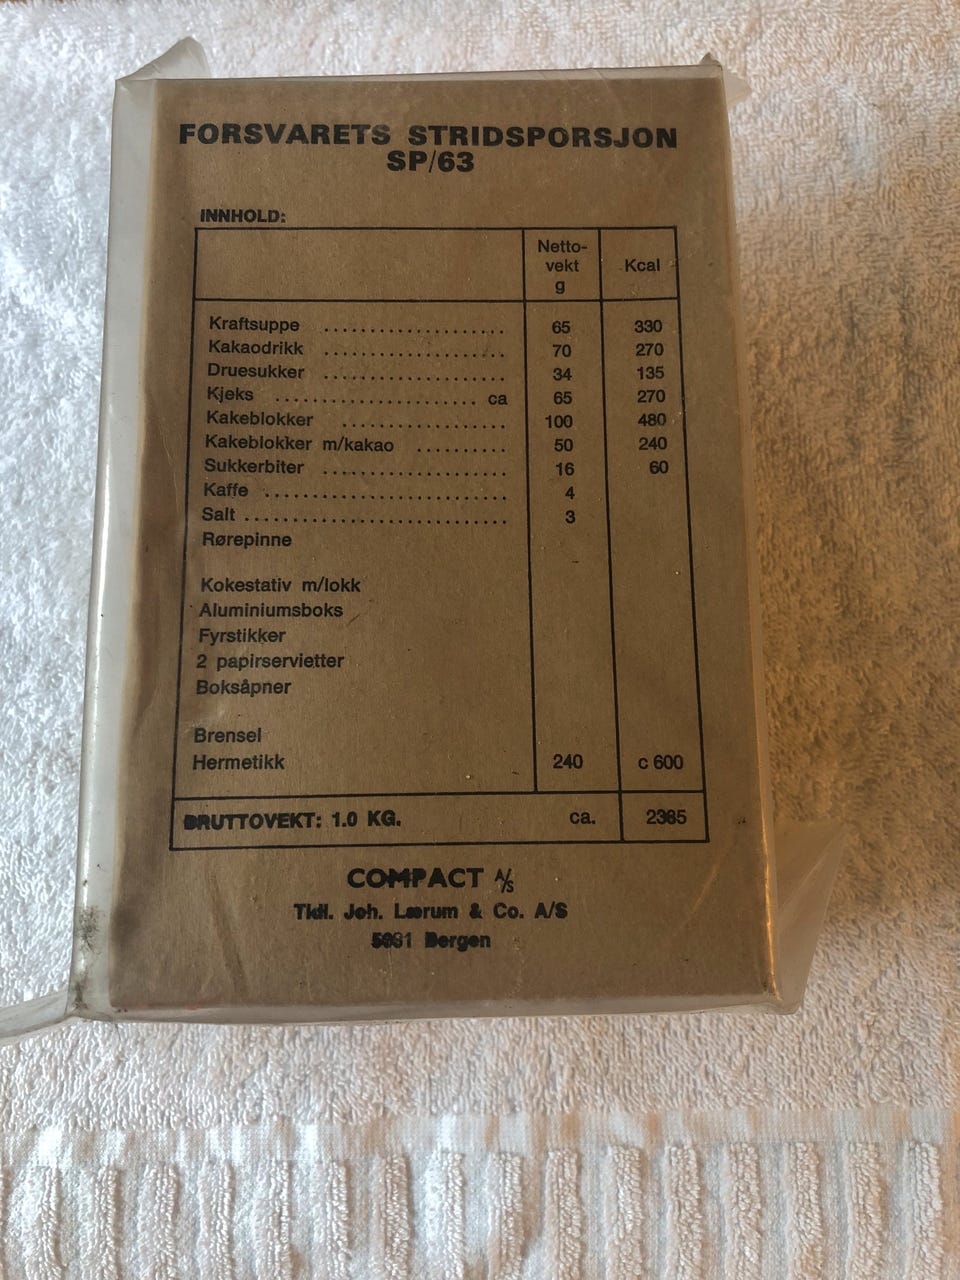 FORSVARETS STRIDSPORSJON
SP/63
INNHOLD:
Netto-
vekt
g
Kcal
Kraftsuppe .................... 65 330
Kakaodrikk .................... 70 270
Druesukker .................... 34 135
Kjeks ...................... ca 65 270
Kakeblokker .................. 100 480
Kakeblokker m/kakao .......... 50 240
Sukkerbiter .................... 16 60
Kaffe ........................... 4
Salt ............................. 3
Rørepinne
Kokestativ m/lokk
Aluminiumsboks
Fyrstikker
2 papirservietter
Boksåpner
Brensel
Hermetikk 240 c 600
BRUTTOVEKT: 1.0 KG. ca. 2385
COMPACT A/S
Tidl. Joh. Lærum & Co. A/S
Bergen